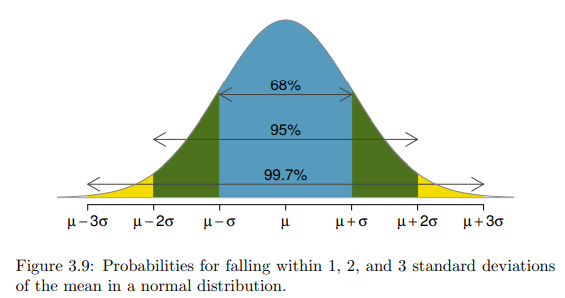 68%
95%
99.7%
μ−3σ μ−2σ μ−σ μ μ+σ μ+2σ μ+3σ
Figure 3.9: Probabilities for falling within 1, 2, and 3 standard deviations
of the mean in a normal distribution.